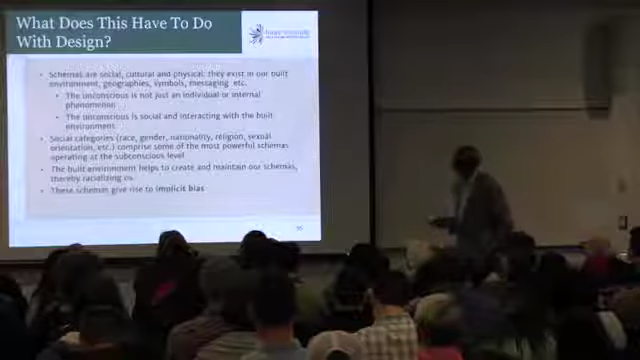 What Does This Have To Do
With Design?
• Schemas are social, cultural and physical: they exist in our built
environment, geographies, symbols, messaging etc.
• The unconscious is not just an individual or internal
phenomenon
• The unconscious is social and interacting with the built
environment.
• Social categories (race, gender, nationality, religion, sexual
orientation, etc.) comprise some of the most powerful schemas
operating at the subconscious level
• The built environment helps to create and maintain our schemas,
thereby racializing us
• These schemas give rise to implicit bias